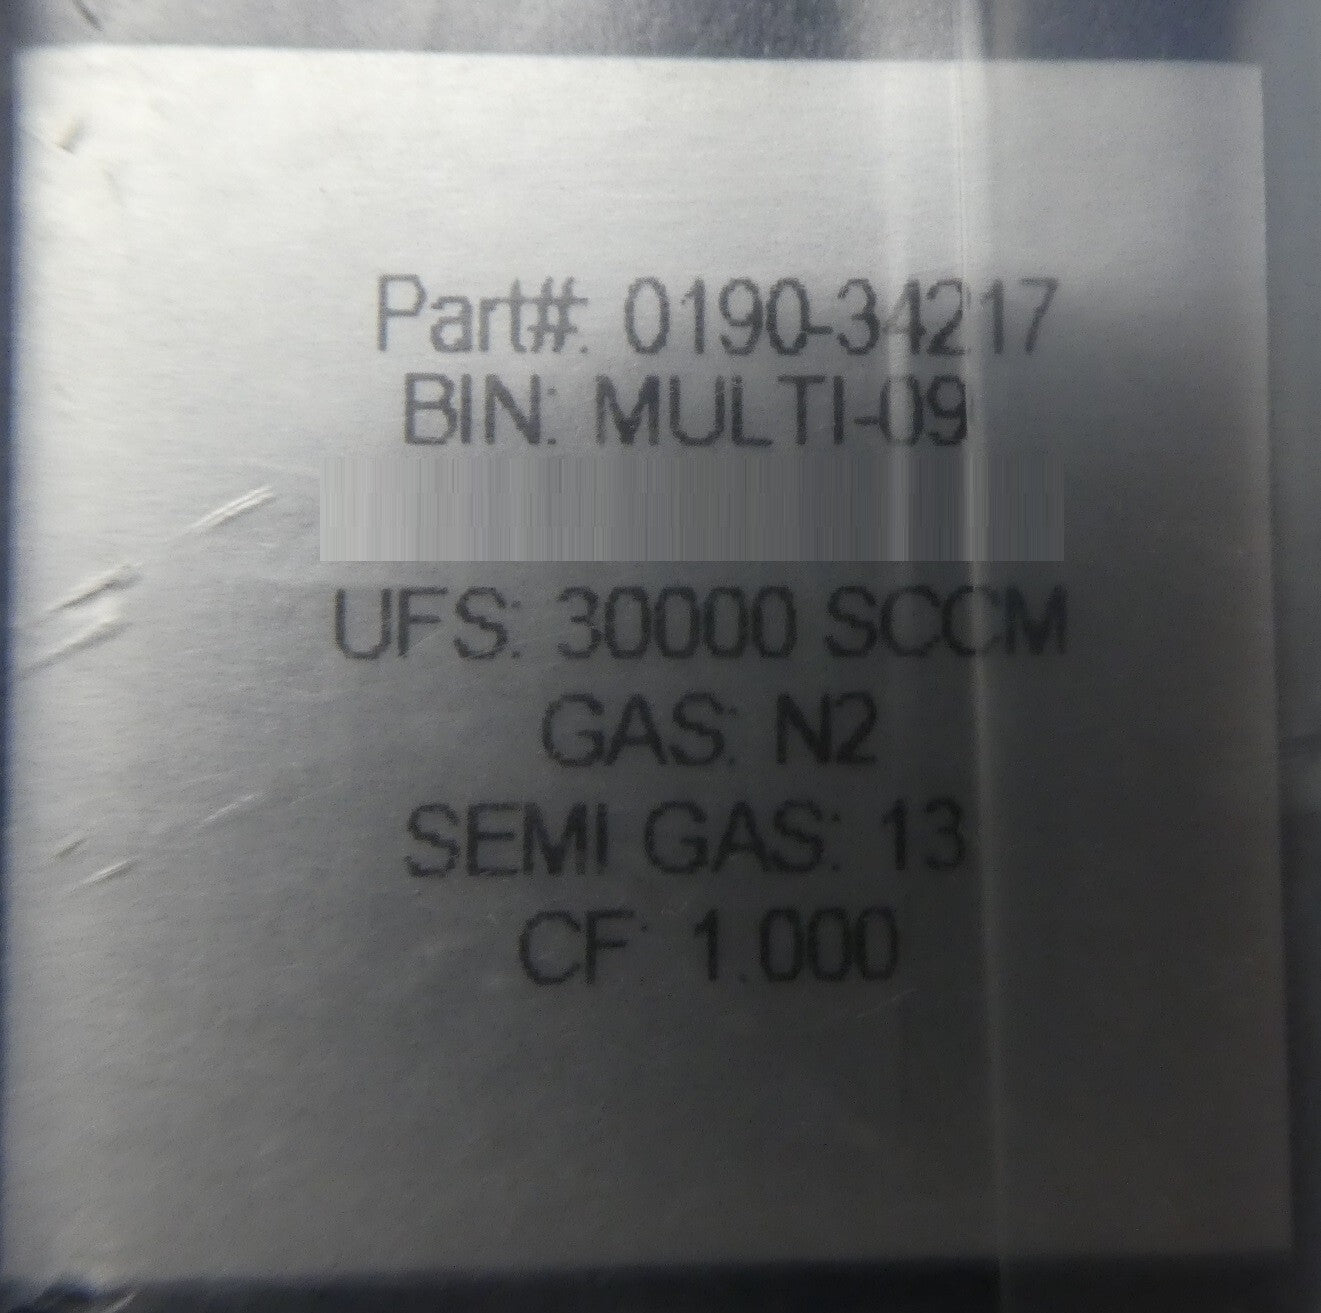 Part#: 0190-34217
BIN: MULTI-09
UFS: 30000 SCCM
GAS: N2
SEMI GAS: 13
CF: 1.000